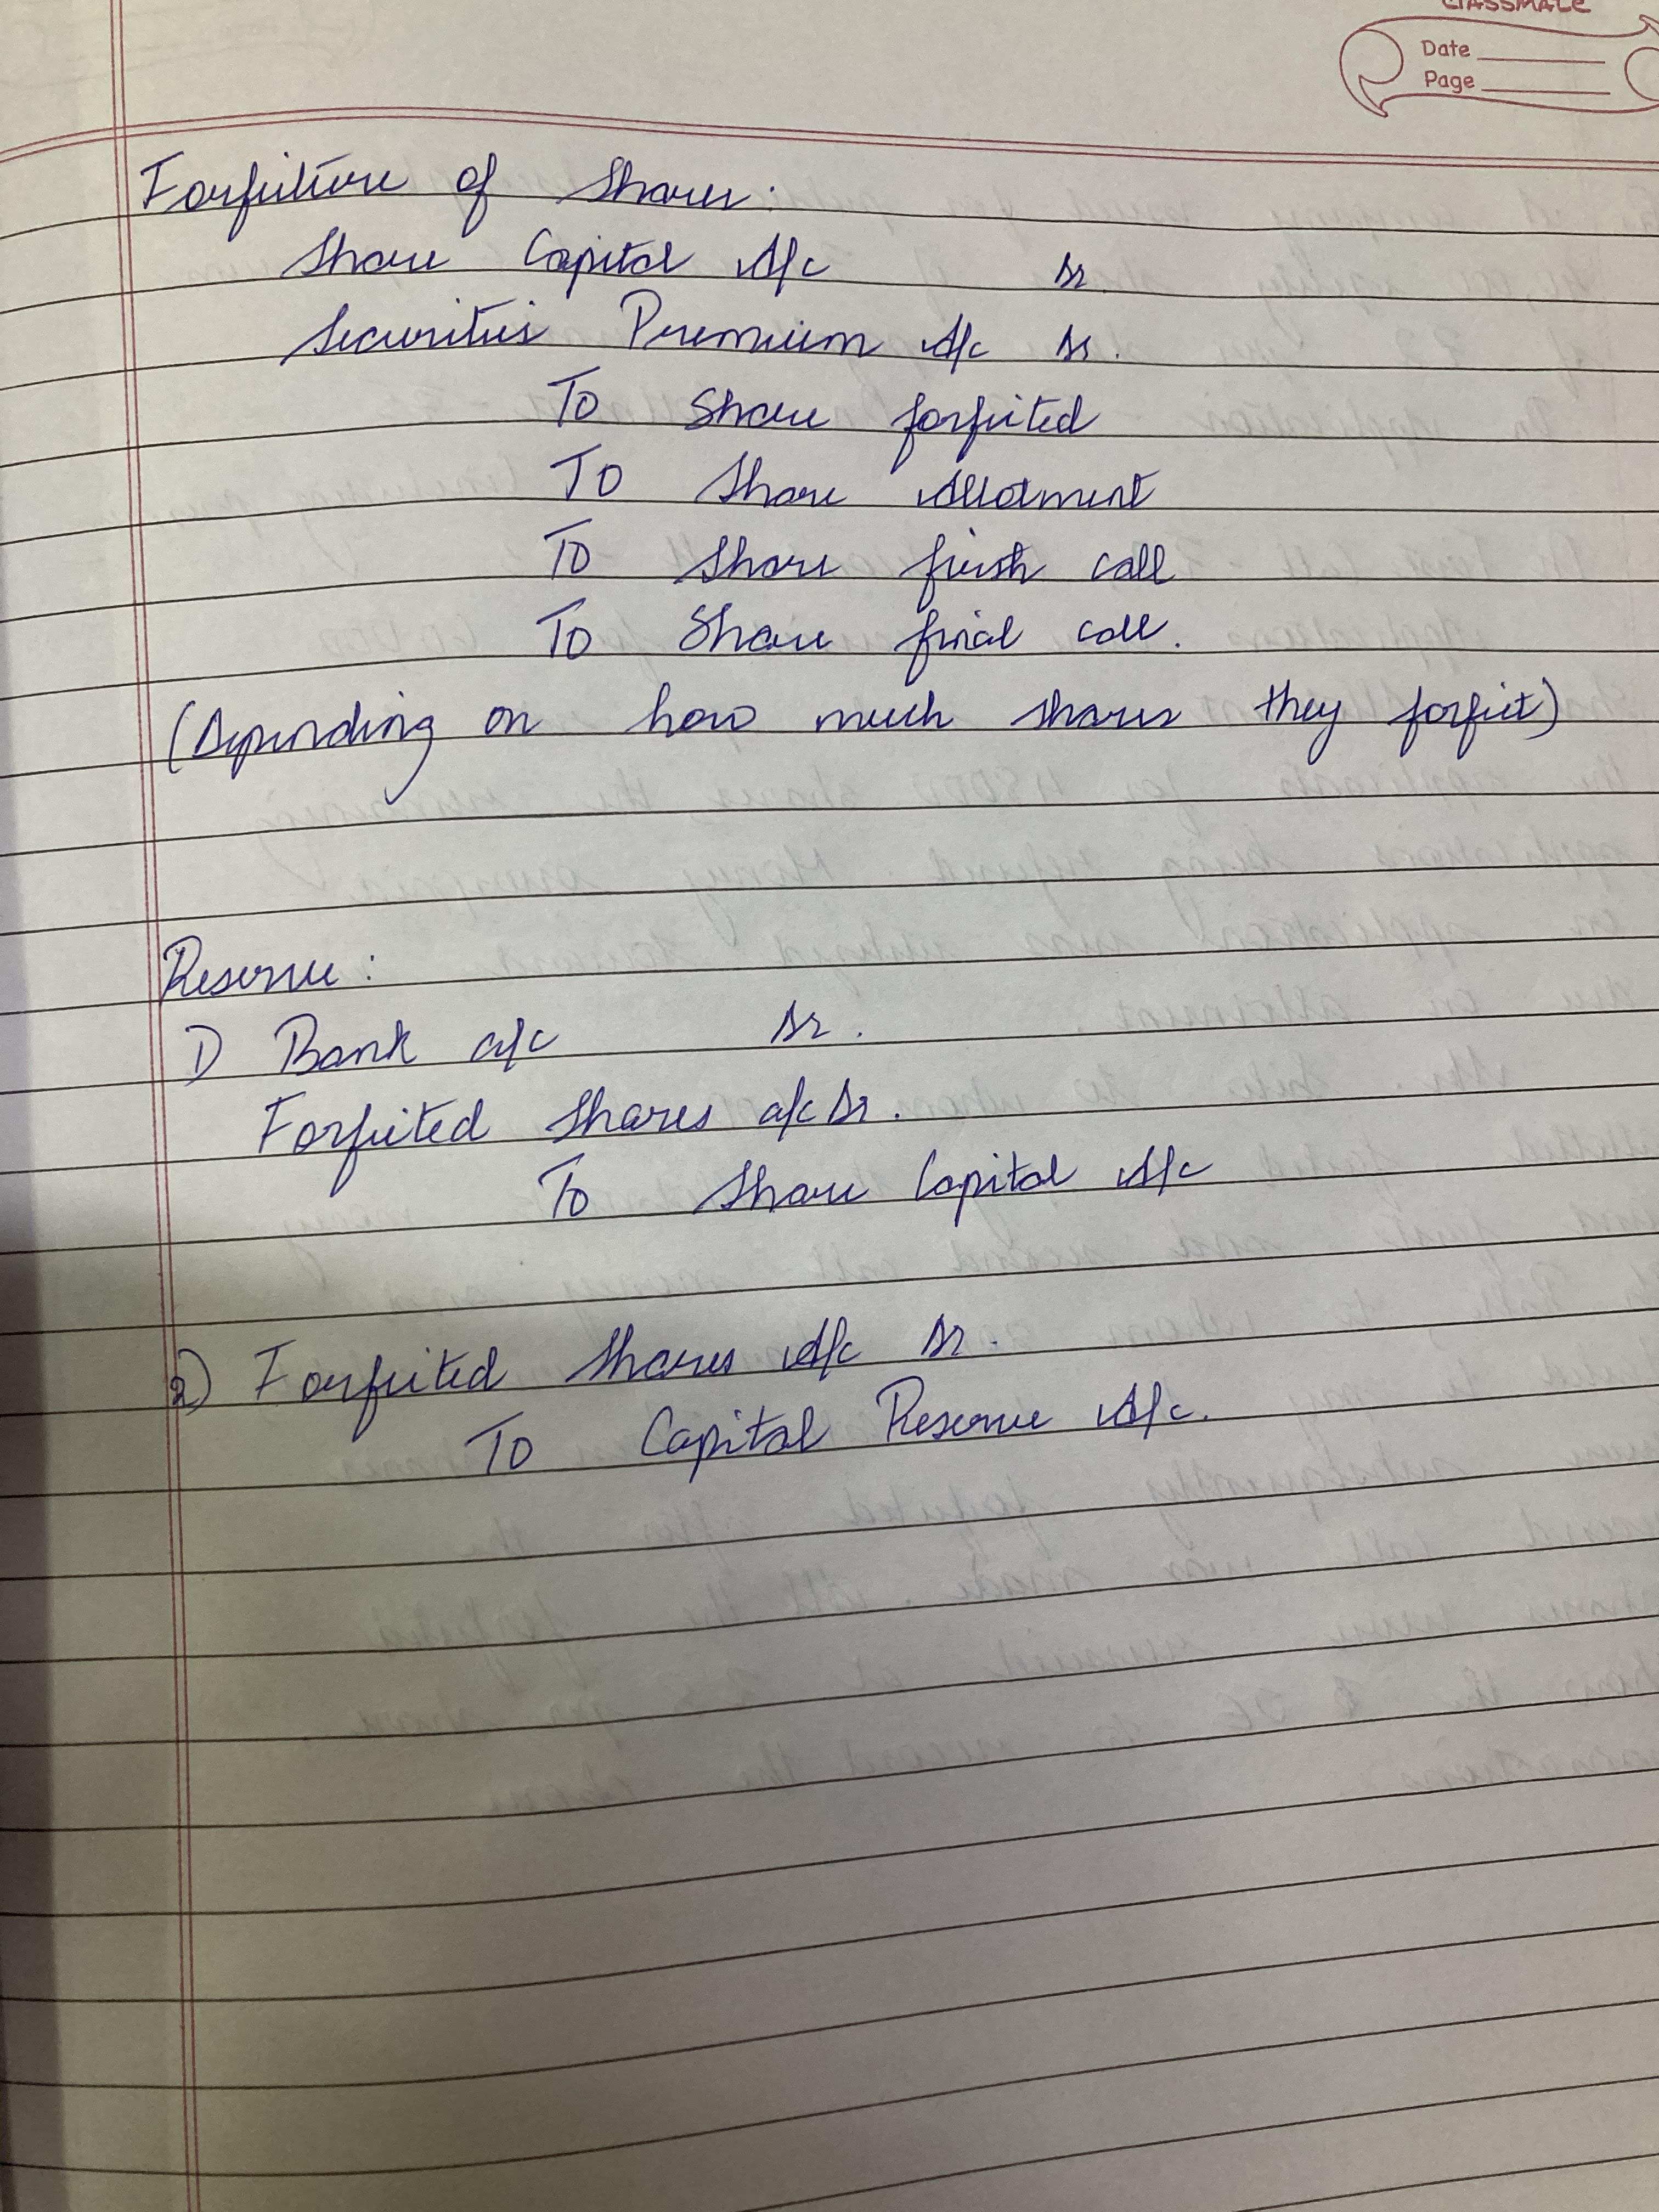 classmate
Date
Page
Forfeiture of Shares:
Share Capital A/c Dr.
Securities Premium A/c Dr.
To Share forfeited
To Share Allotment
To Share first call
To Share final call.
(Depending on how much shares they forfeit)
Reserve:
1) Bank a/c Dr.
Forfeited Shares a/c Dr.
To Share Capital A/c
2) Forfeited Shares A/c Dr.
To Capital Reserve A/c.